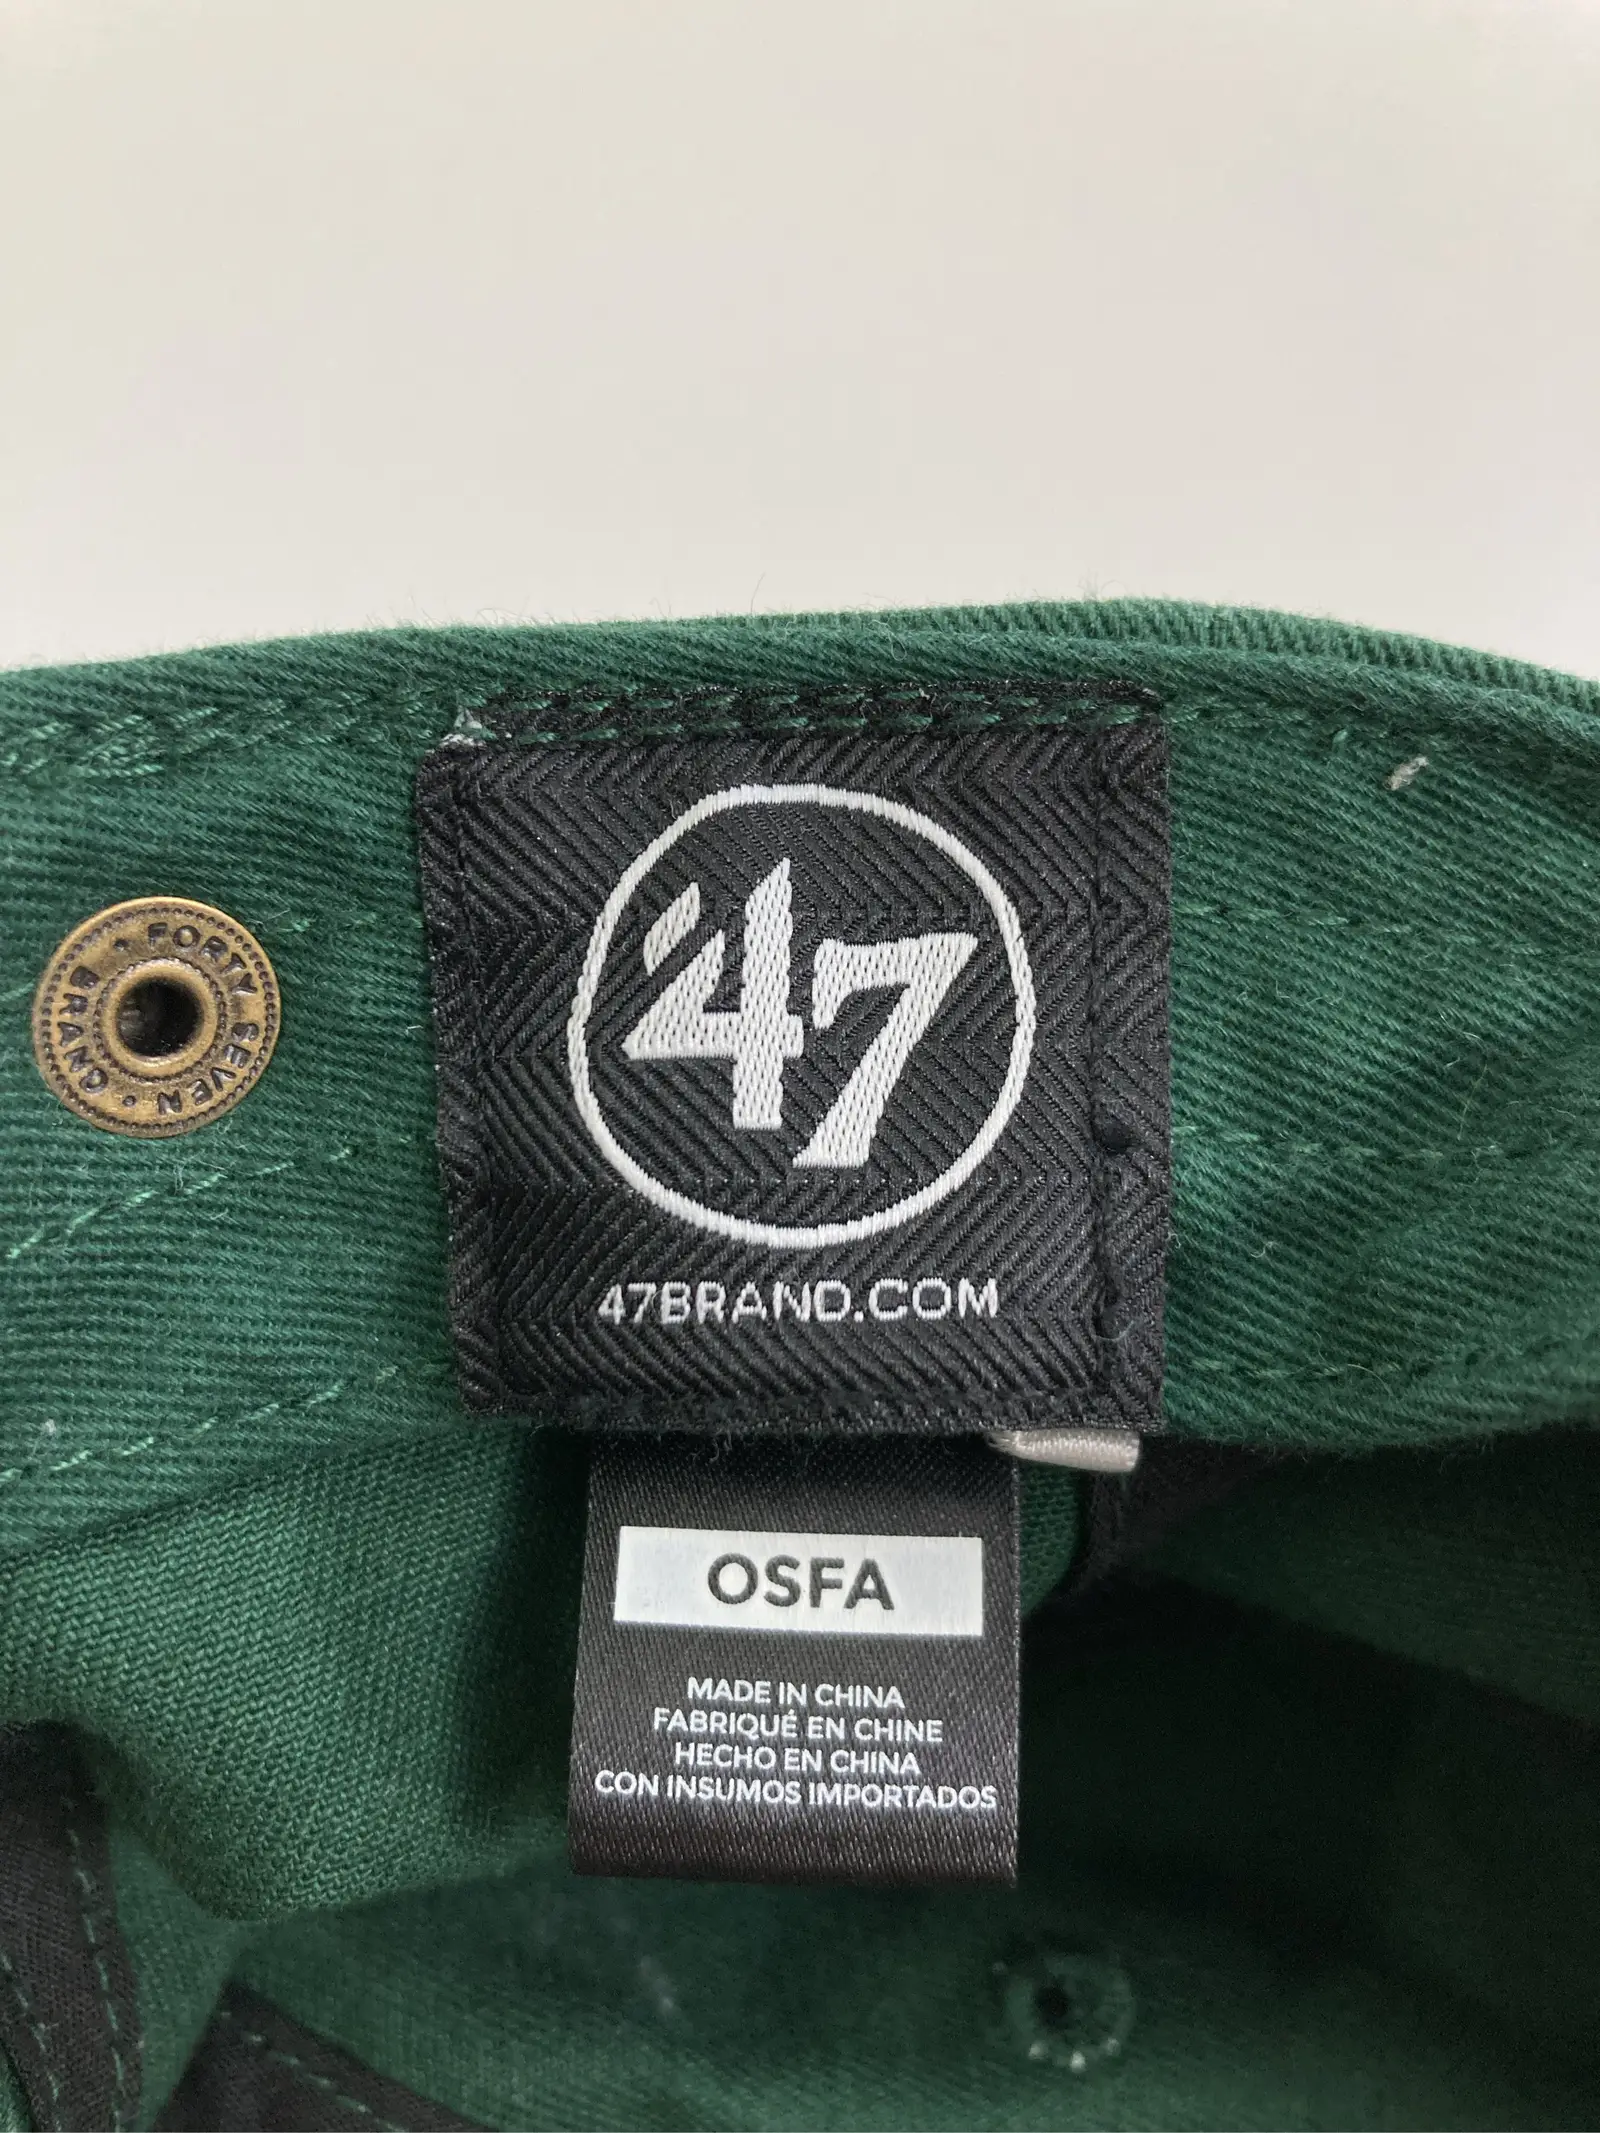 FORTY SEVEN • BRAND •
47
47BRAND.COM
OSFA
MADE IN CHINA
FABRIQUÉ EN CHINE
HECHO EN CHINA
CON INSUMOS IMPORTADOS